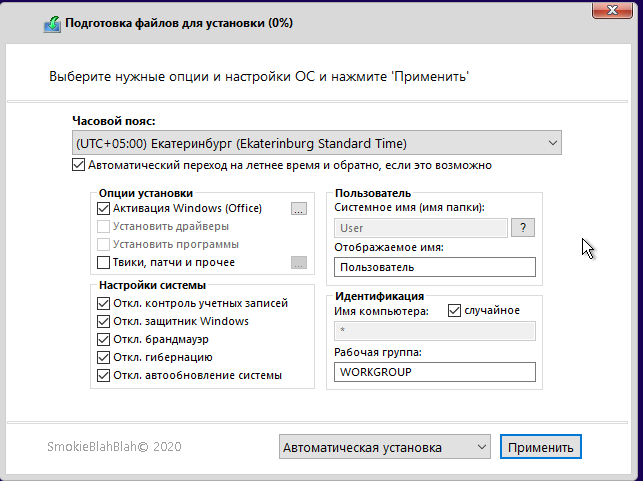 Подготовка файлов для установки (0%)
Выберите нужные опции и настройки ОС и нажмите 'Применить'
Часовой пояс:
(UTC+05:00) Екатеринбург (Ekaterinburg Standard Time)
Автоматический переход на летнее время и обратно, если это возможно
Опции установки
Активация Windows (Office)
...
Установить драйверы
Установить программы
Твики, патчи и прочее
...
Настройки системы
Откл. контроль учетных записей
Откл. защитник Windows
Откл. брандмауэр
Откл. гибернацию
Откл. автообновление системы
Пользователь
Системное имя (имя папки):
User
?
Отображаемое имя:
Пользователь
Идентификация
Имя компьютера:
случайное
*
Рабочая группа:
WORKGROUP
SmokieBlahBlah© 2020
Автоматическая установка
Применить